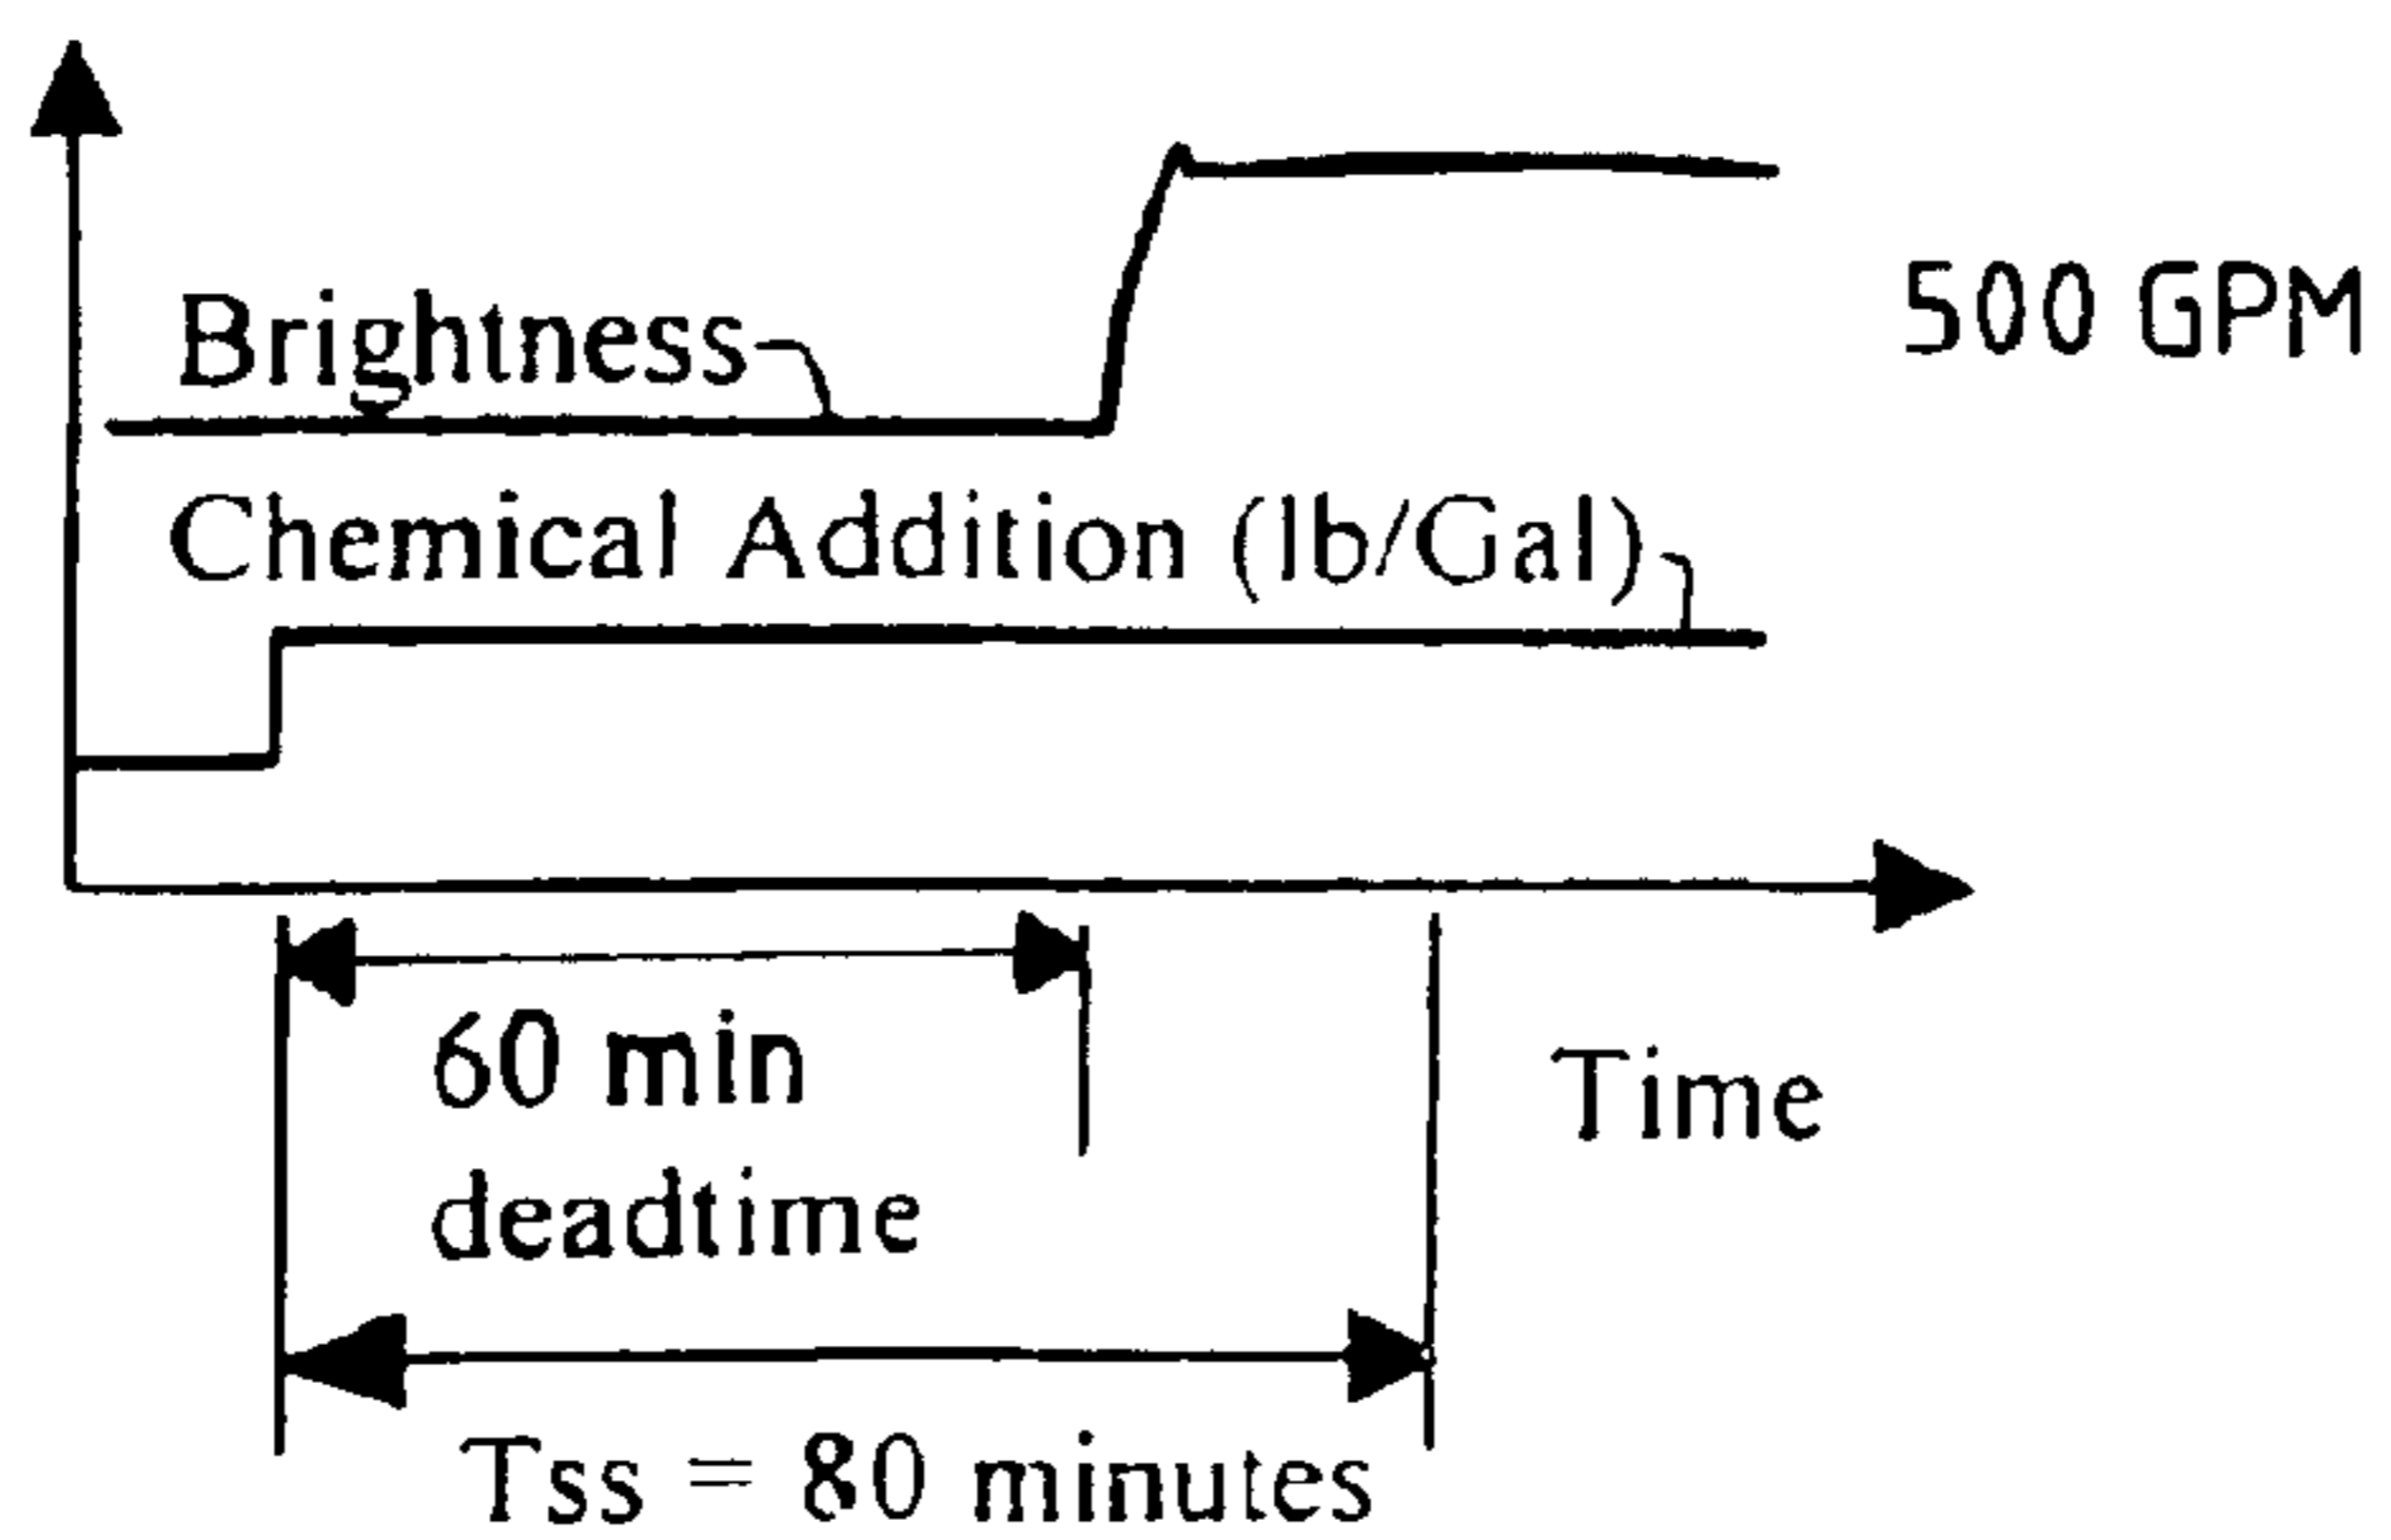 Brightness
500 GPM
Chemical Addition (lb/Gal)
60 min
deadtime
Time
Tss = 80 minutes